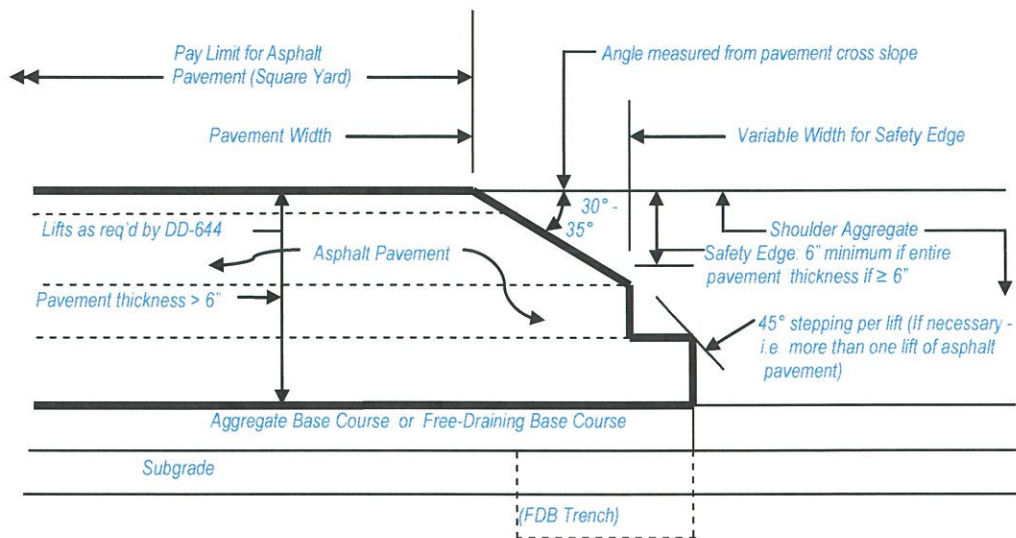 Pay Limit for Asphalt
Pavement (Square Yard)
Angle measured from pavement cross slope
Pavement Width
Variable Width for Safety Edge
30° -
35°
Lifts as req'd by DD-644
Shoulder Aggregate
Safety Edge: 6" minimum if entire
pavement thickness if ≥ 6"
Asphalt Pavement
Pavement thickness > 6"
45° stepping per lift (If necessary -
i.e. more than one lift of asphalt
pavement)
Aggregate Base Course or Free-Draining Base Course
Subgrade
(FDB Trench)